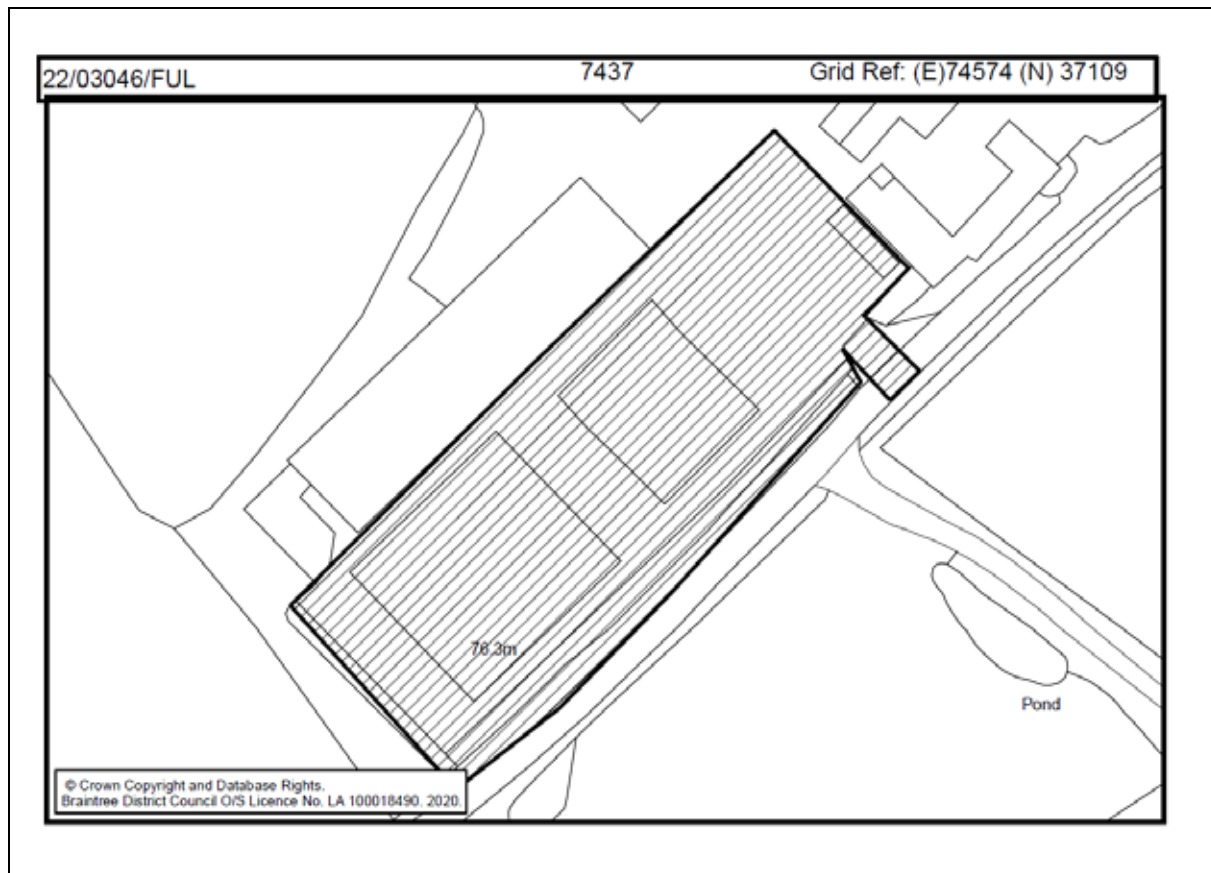 22/03046/FUL 7437 Grid Ref: (E)74574 (N) 37109
76.3m
Pond
© Crown Copyright and Database Rights.
Braintree District Council O/S Licence No. LA 100018490. 2020.